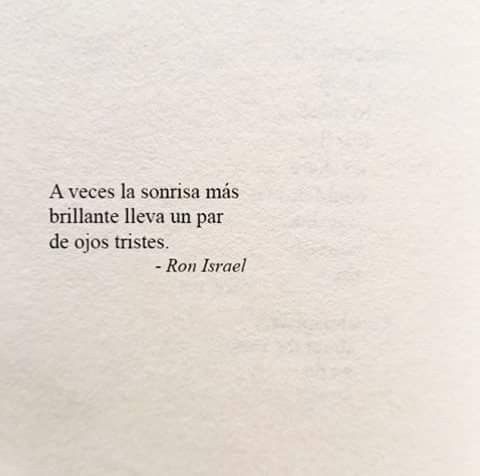 A veces la sonrisa más
brillante lleva un par
de ojos tristes.
- Ron Israel